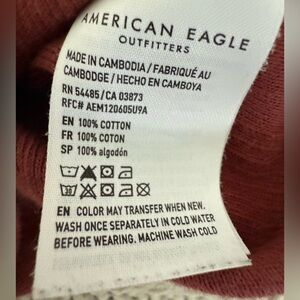 AMERICAN EAGLE
OUTFITTERS
MADE IN CAMBODIA / FABRIQUÉ AU
CAMBODGE / HECHO EN CAMBOYA
RN 54485/CA 03873
RFC# AEM120605U9A
EN 100% COTTON
FR 100% COTON
SP 100% algodón
EN COLOR MAY TRANSFER WHEN NEW.
WASH ONCE SEPARATELY IN COLD WATER
BEFORE WEARING. MACHINE WASH COLD